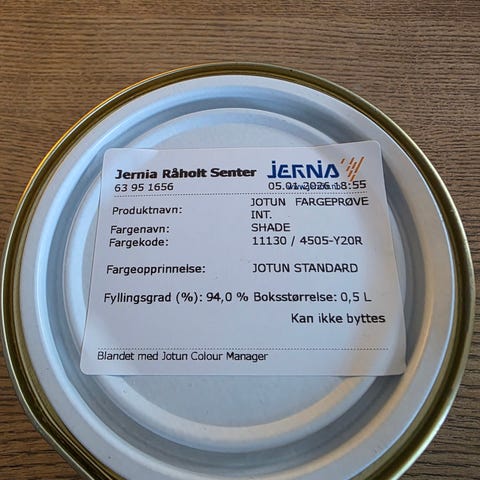 Jernia Råholt Senter JERNIA
63 95 1656 05.01.2026 18:55
Produktnavn: JOTUN FARGEPRØVE
INT.
Fargenavn: SHADE
Fargekode: 11130 / 4505-Y20R
Fargeopprinnelse: JOTUN STANDARD
Fyllingsgrad (%): 94,0 % Boksstørrelse: 0,5 L
Kan ikke byttes
Blandet med Jotun Colour Manager